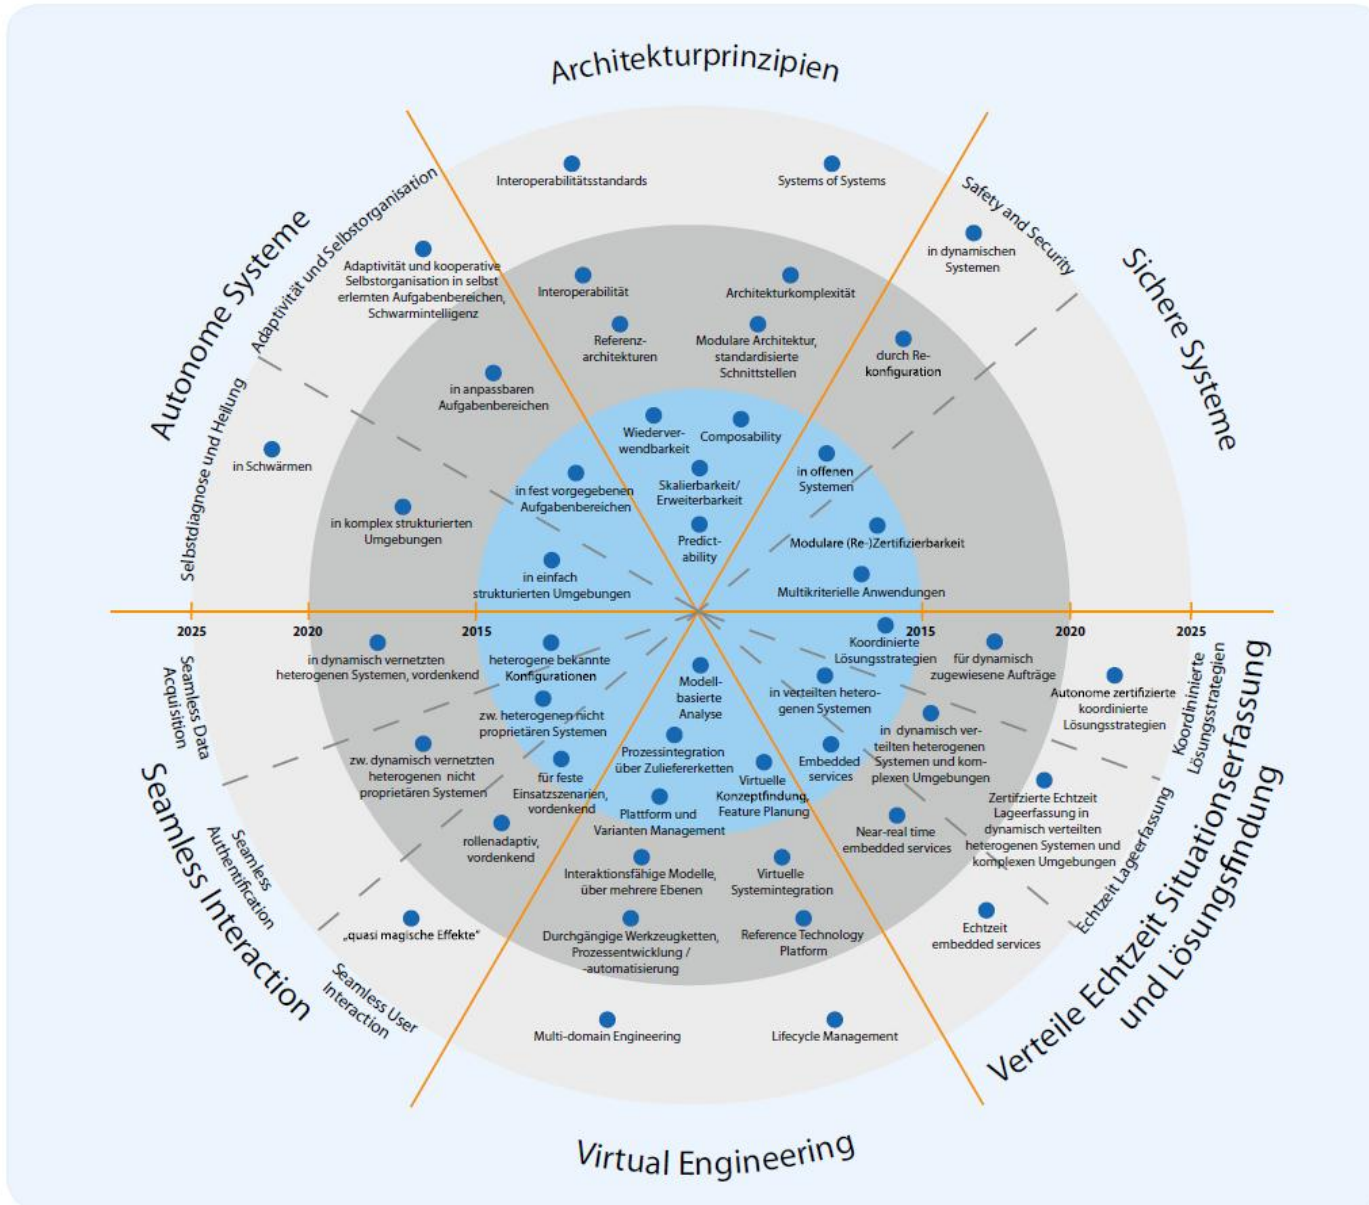 Architekturprinzipien
Interoperabilitätsstandards
Systems of Systems
Interoperabilität
Architekturkomplexität
Referenz-
architekturen
Modulare Architektur,
standardisierte
Schnittstellen
Wiederver-
wendbarkeit
Composability
Skalierbarkeit/
Erweiterbarkeit
Predict-
ability
Sichere Systeme
Safety and Security
in dynamischen
Systemen
durch Re-
konfiguration
in offenen
Systemen
Modulare (Re-)Zertifizierbarkeit
Multikriterielle Anwendungen
Autonome Systeme
Adaptivität und Selbstorganisation
Adaptivität und kooperative
Selbstorganisation in selbst
erlernten Aufgabenbereichen,
Schwarmintelligenz
in anpassbaren
Aufgabenbereichen
in fest vorgegebenen
Aufgabenbereichen
Selbstdiagnose und Heilung
in Schwärmen
in komplex strukturierten
Umgebungen
in einfach
strukturierten Umgebungen
2025
2020
2015
2015
2020
2025
Seamless Interaction
Seamless Data
Acquisition
in dynamisch vernetzten
heterogenen Systemen, vordenkend
heterogene bekannte
Konfigurationen
Seamless
Authentification
zw. heterogenen nicht
proprietären Systemen
zw. dynamisch vernetzten
heterogenen nicht
proprietären Systemen
Seamless User
Interaction
für feste
Einsatzszenarien,
vordenkend
rollenadaptiv,
vordenkend
„quasi magische Effekte“
Virtual Engineering
Modell-
basierte
Analyse
Prozessintegration
über Zuliefererketten
Virtuelle
Konzeptfindung,
Feature Planung
Plattform und
Varianten Management
Interaktionsfähige Modelle,
über mehrere Ebenen
Virtuelle
Systemintegration
Durchgängige Werkzeugketten,
Prozessentwicklung /
-automatisierung
Reference Technology
Platform
Multi-domain Engineering
Lifecycle Management
Verteile Echtzeit Situationserfassung
und Lösungsfindung
Koordinierte
Lösungsstrategien
Koordinierte
Lösungsstrategien
für dynamisch
zugewiesene Aufträge
Autonome zertifizierte
koordinierte
Lösungsstrategien
Echtzeit Lageerfassung
in verteilten hetero-
genen Systemen
in dynamisch ver-
teilten heterogenen
Systemen und kom-
plexen Umgebungen
Zertifzierte Echtzeit
Lageerfassung in
dynamisch verteilten
heterogenen Systemen und
komplexen Umgebungen
Embedded
services
Near-real time
embedded services
Echtzeit
embedded services